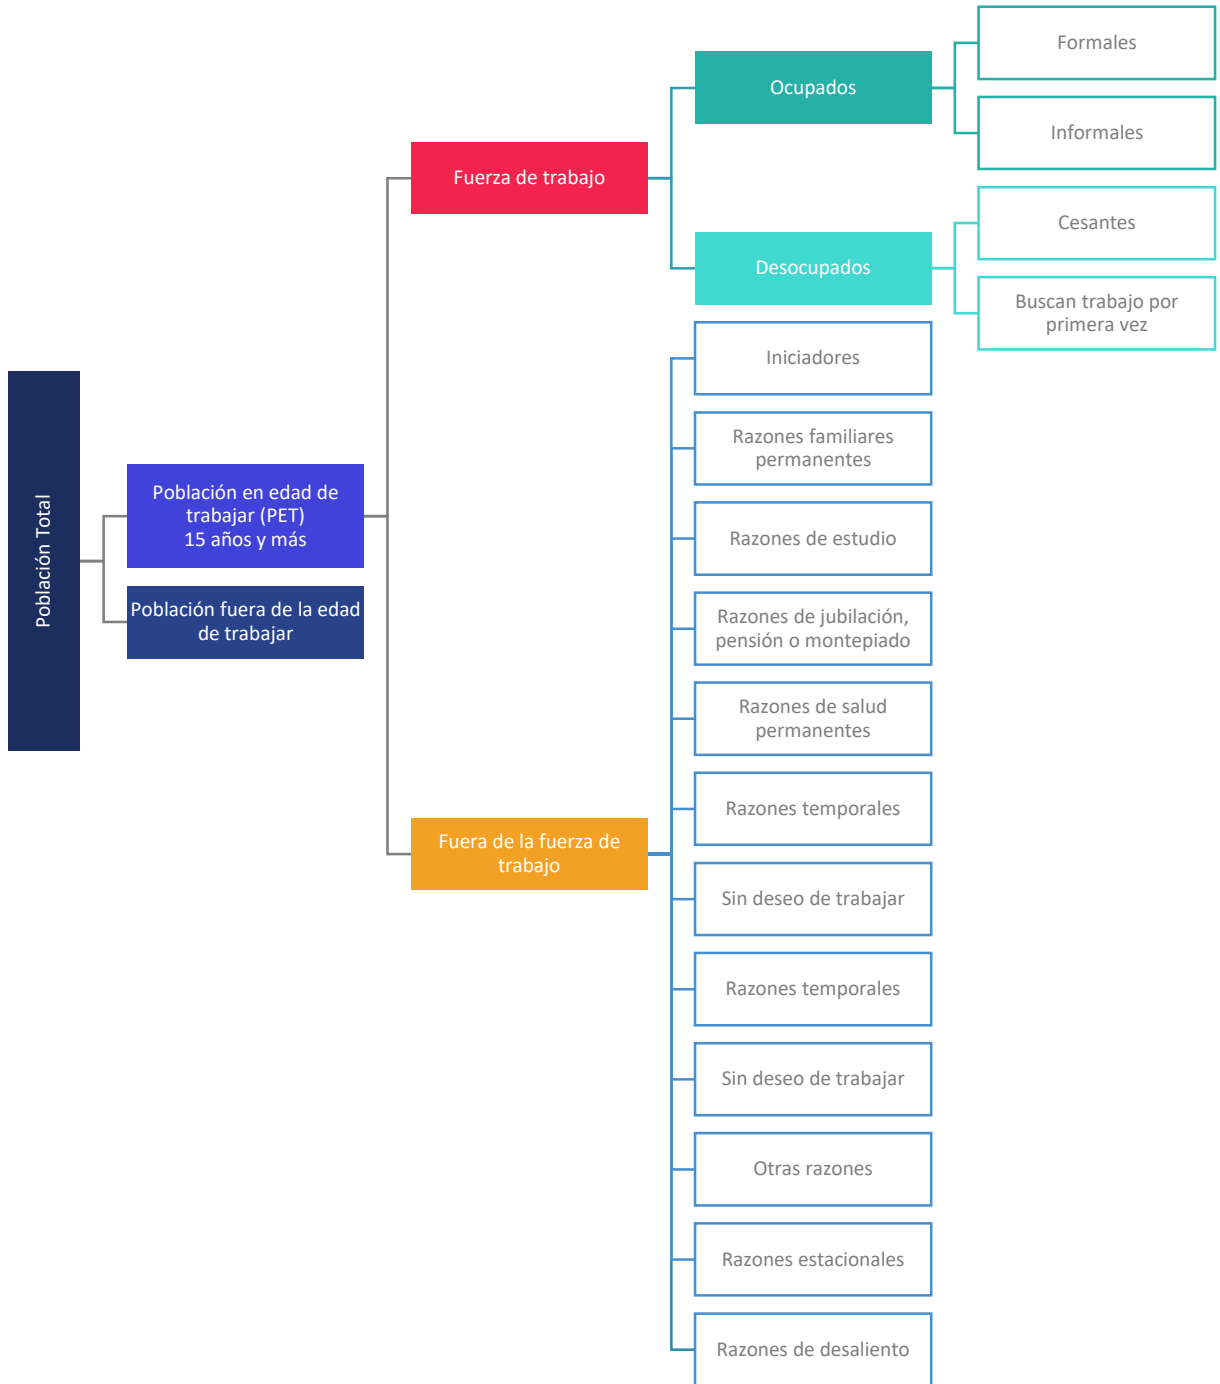 Población Total
Población en edad de
trabajar (PET)
15 años y más
Población fuera de la edad
de trabajar
Fuerza de trabajo
Fuera de la fuerza de
trabajo
Ocupados
Desocupados
Formales
Informales
Cesantes
Buscan trabajo por
primera vez
Iniciadores
Razones familiares
permanentes
Razones de estudio
Razones de jubilación,
pensión o montepiado
Razones de salud
permanentes
Razones temporales
Sin deseo de trabajar
Razones temporales
Sin deseo de trabajar
Otras razones
Razones estacionales
Razones de desaliento